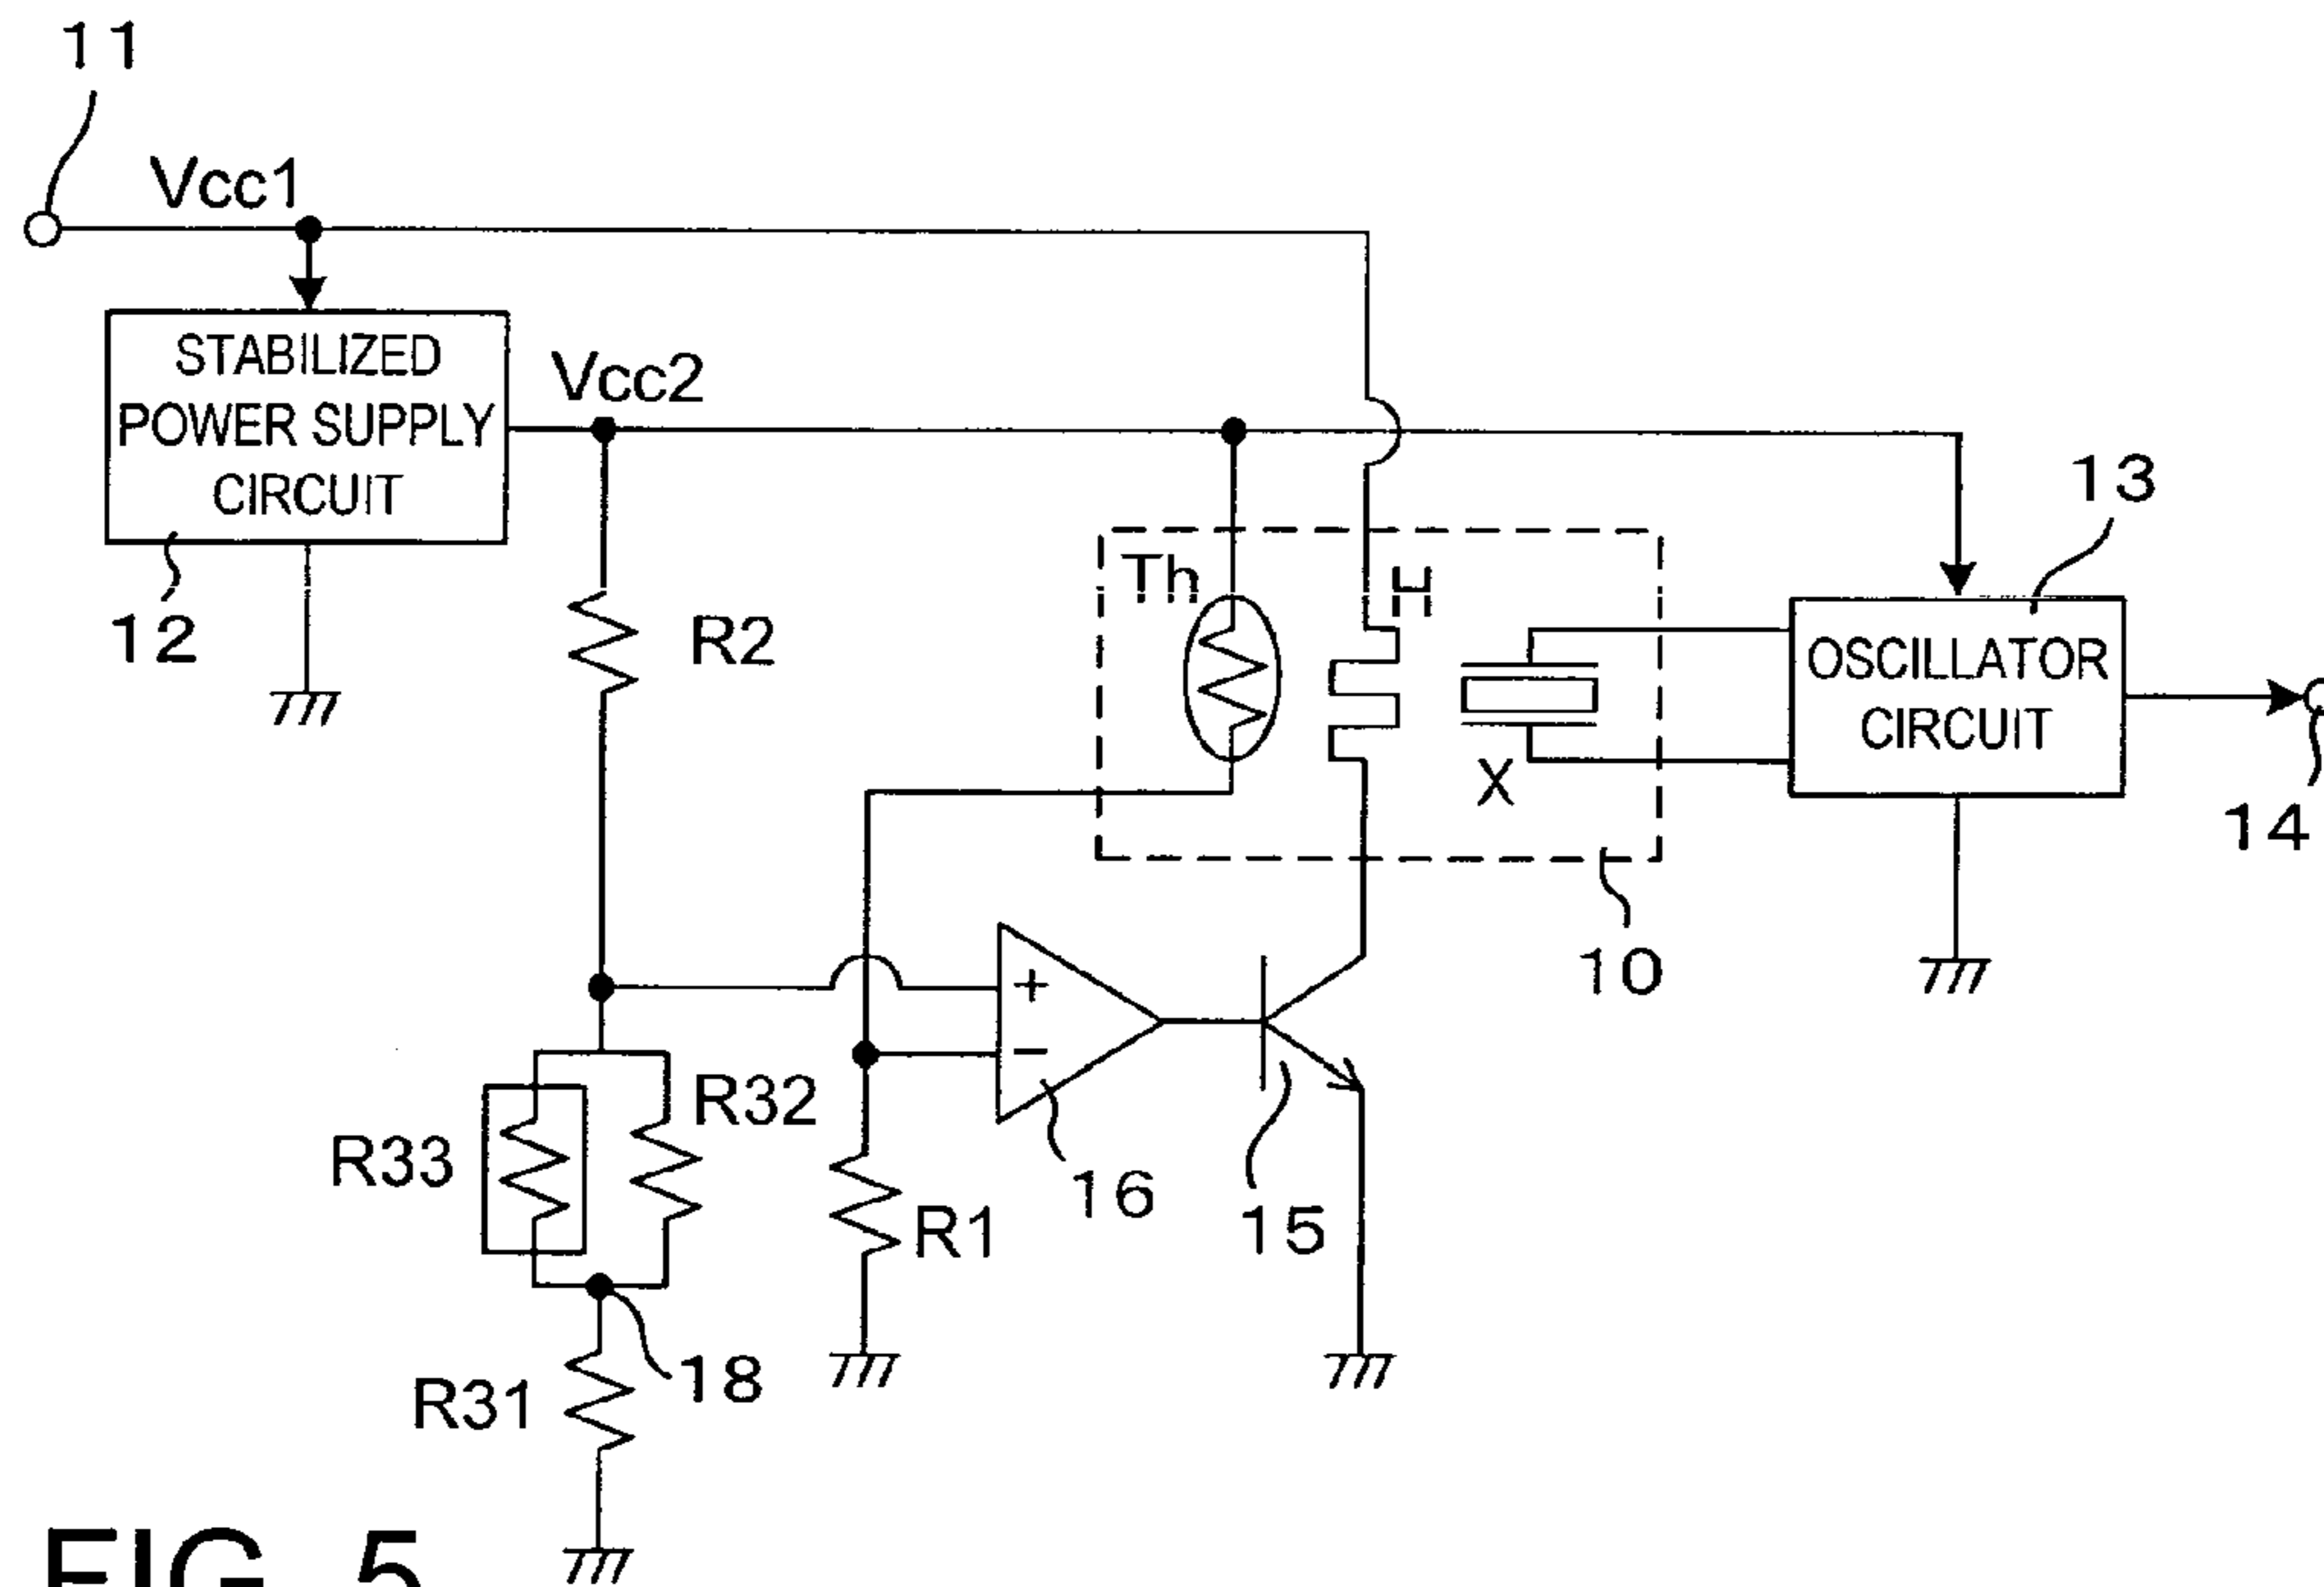 11
Vcc1
STABILIZED
POWER SUPPLY
CIRCUIT
12
Vcc2
R2
Th
H
X
10
13
OSCILLATOR
CIRCUIT
14
+
−
16
15
R33
R32
R1
18
R31
FIG. 5